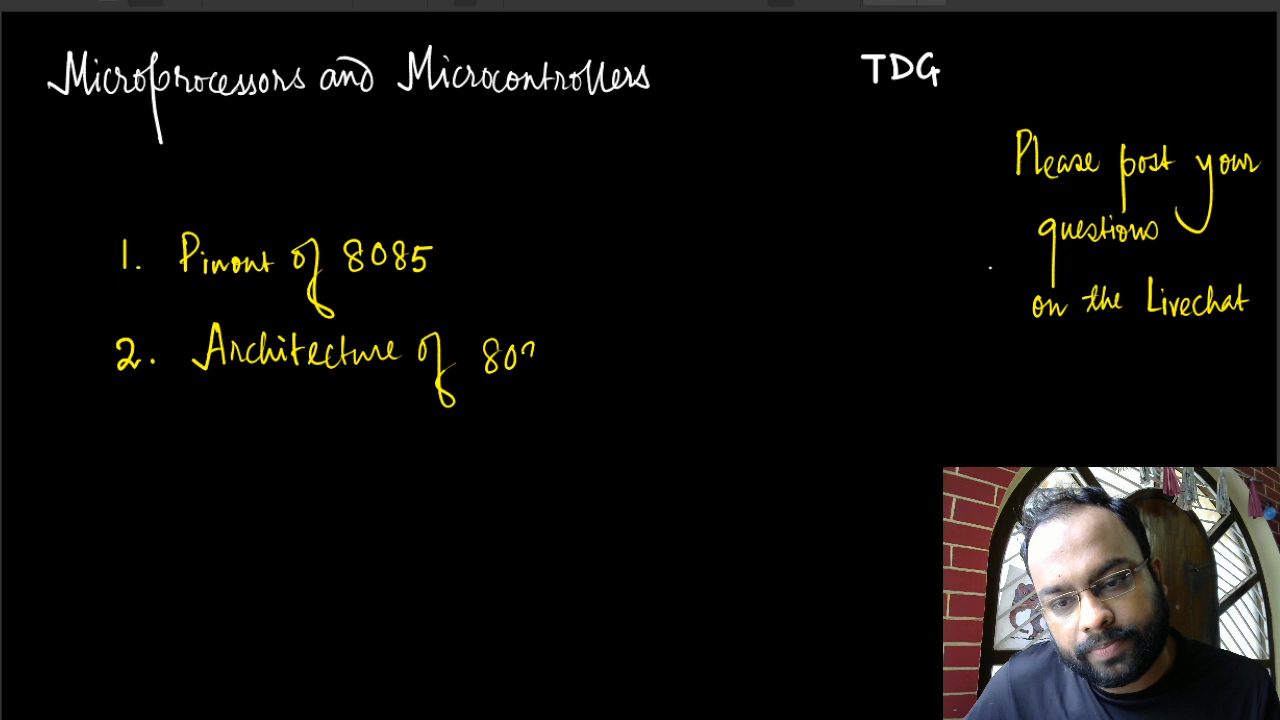 Microprocessors and Microcontrollers
TDG
Please post your
questions
on the Livechat
1. Pinout of 8085
2. Architecture of